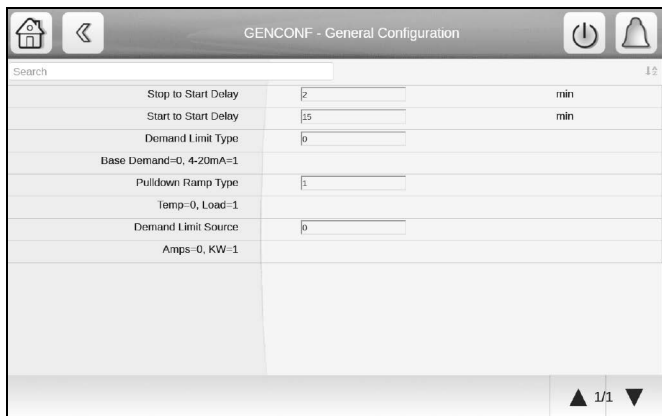 GENCONF - General Configuration
Search
Stop to Start Delay 2 min
Start to Start Delay 15 min
Demand Limit Type 0
Base Demand=0, 4-20mA=1
Pulldown Ramp Type 1
Temp=0, Load=1
Demand Limit Source 0
Amps=0, KW=1
1/1